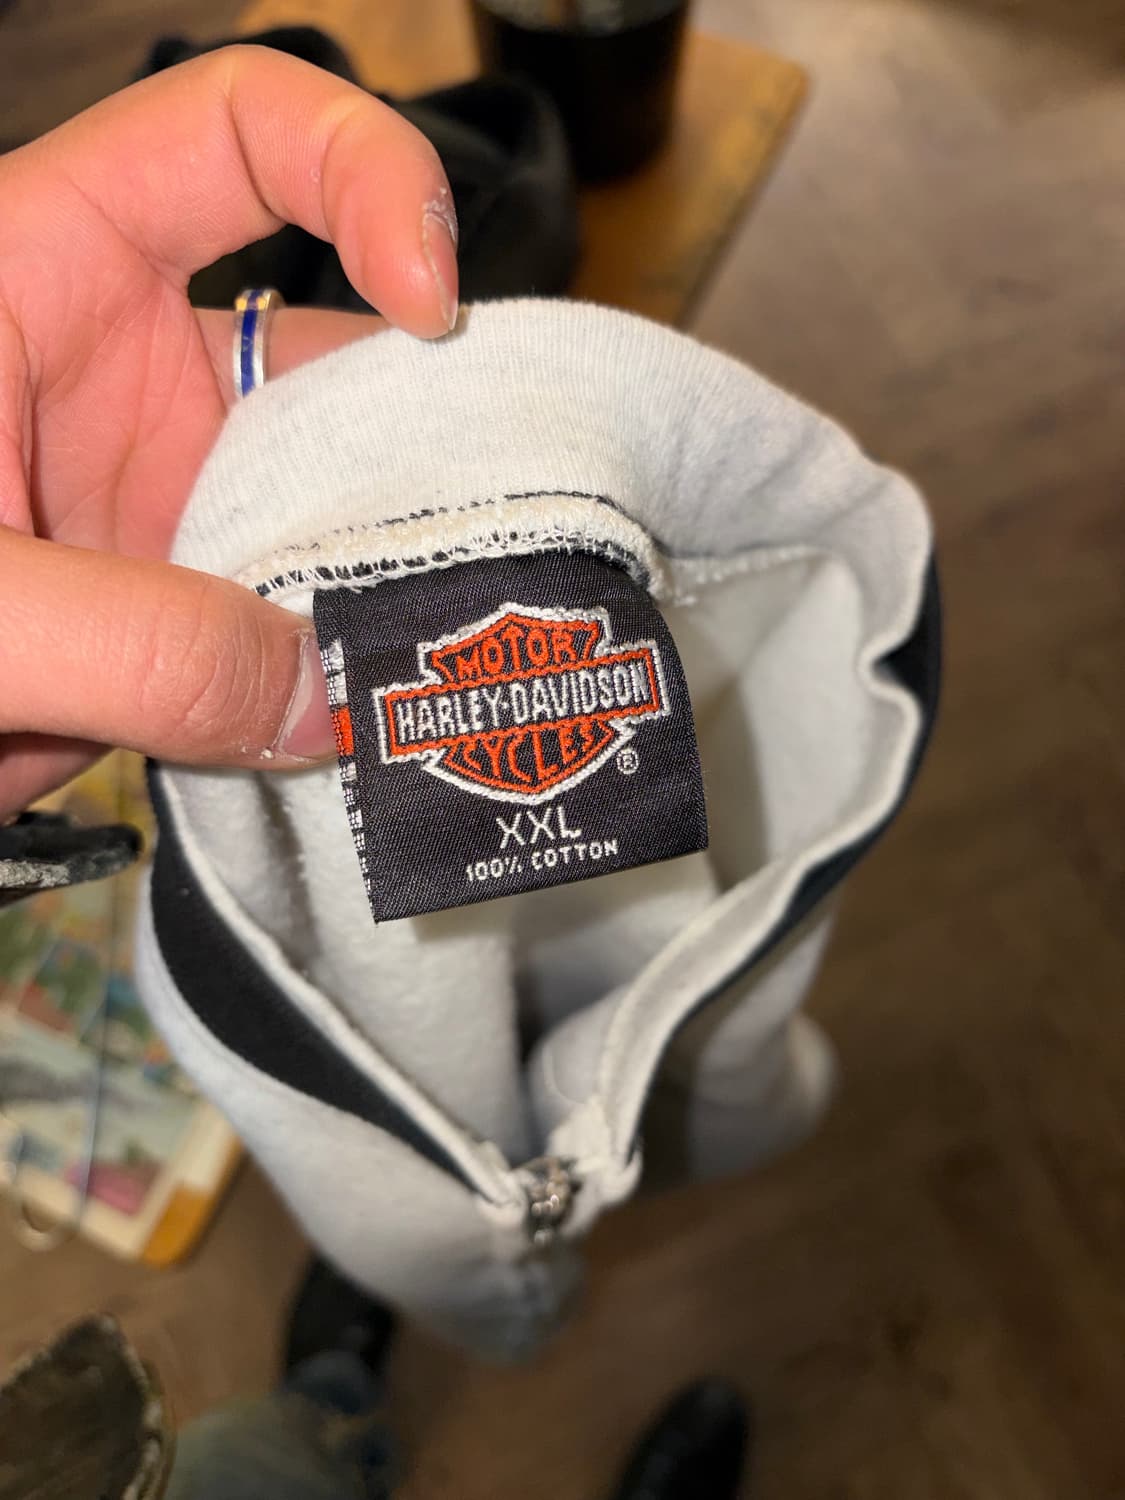 MOTOR
HARLEY-DAVIDSON
CYCLES
®
XXL
100% COTTON